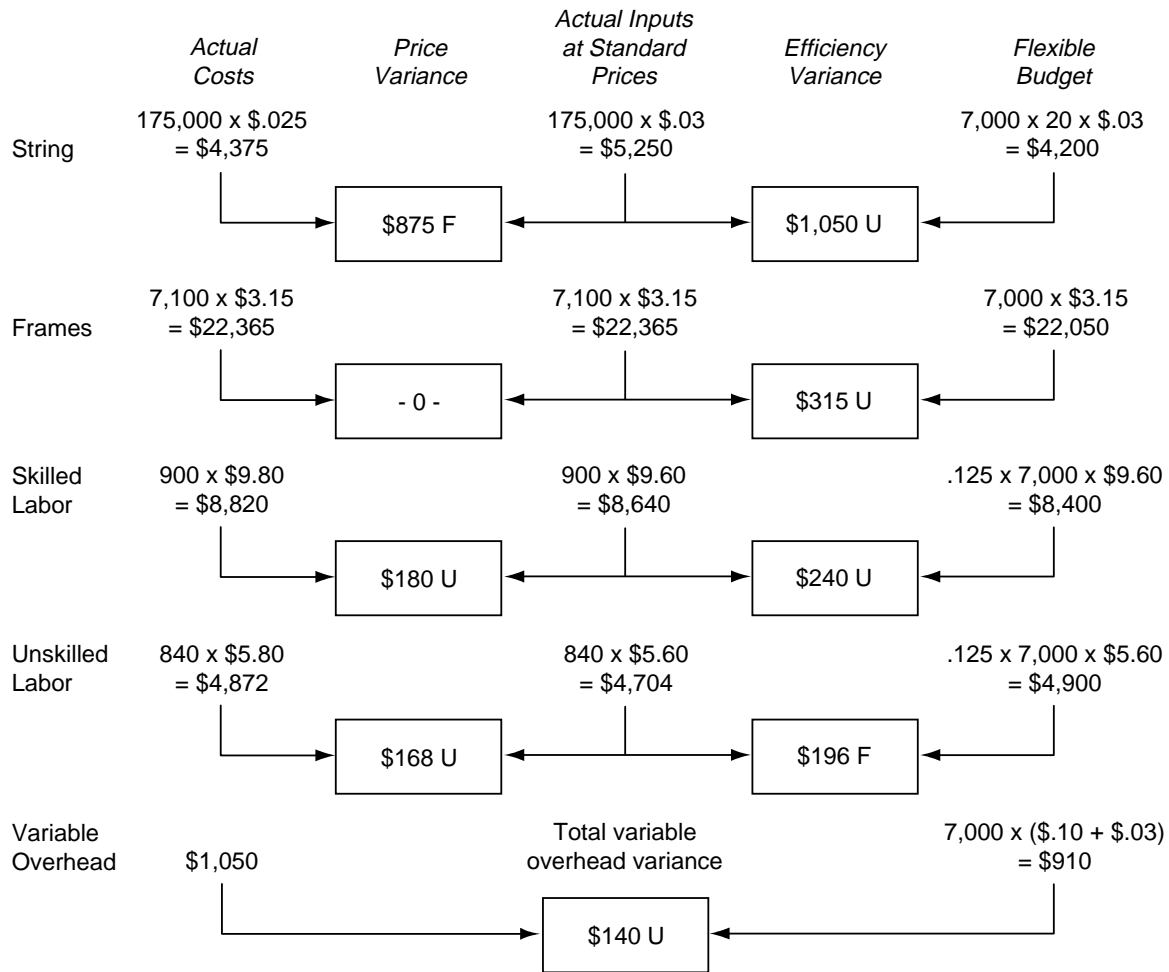 Actual Costs
Price Variance
Actual Inputs at Standard Prices
Efficiency Variance
Flexible Budget
String
175,000 x $.025
= $4,375
175,000 x $.03
= $5,250
7,000 x 20 x $.03
= $4,200
$875 F
$1,050 U
Frames
7,100 x $3.15
= $22,365
7,100 x $3.15
= $22,365
7,000 x $3.15
= $22,050
- 0 -
$315 U
Skilled Labor
900 x $9.80
= $8,820
900 x $9.60
= $8,640
.125 x 7,000 x $9.60
= $8,400
$180 U
$240 U
Unskilled Labor
840 x $5.80
= $4,872
840 x $5.60
= $4,704
.125 x 7,000 x $5.60
= $4,900
$168 U
$196 F
Variable Overhead
$1,050
Total variable overhead variance
7,000 x ($.10 + $.03)
= $910
$140 U